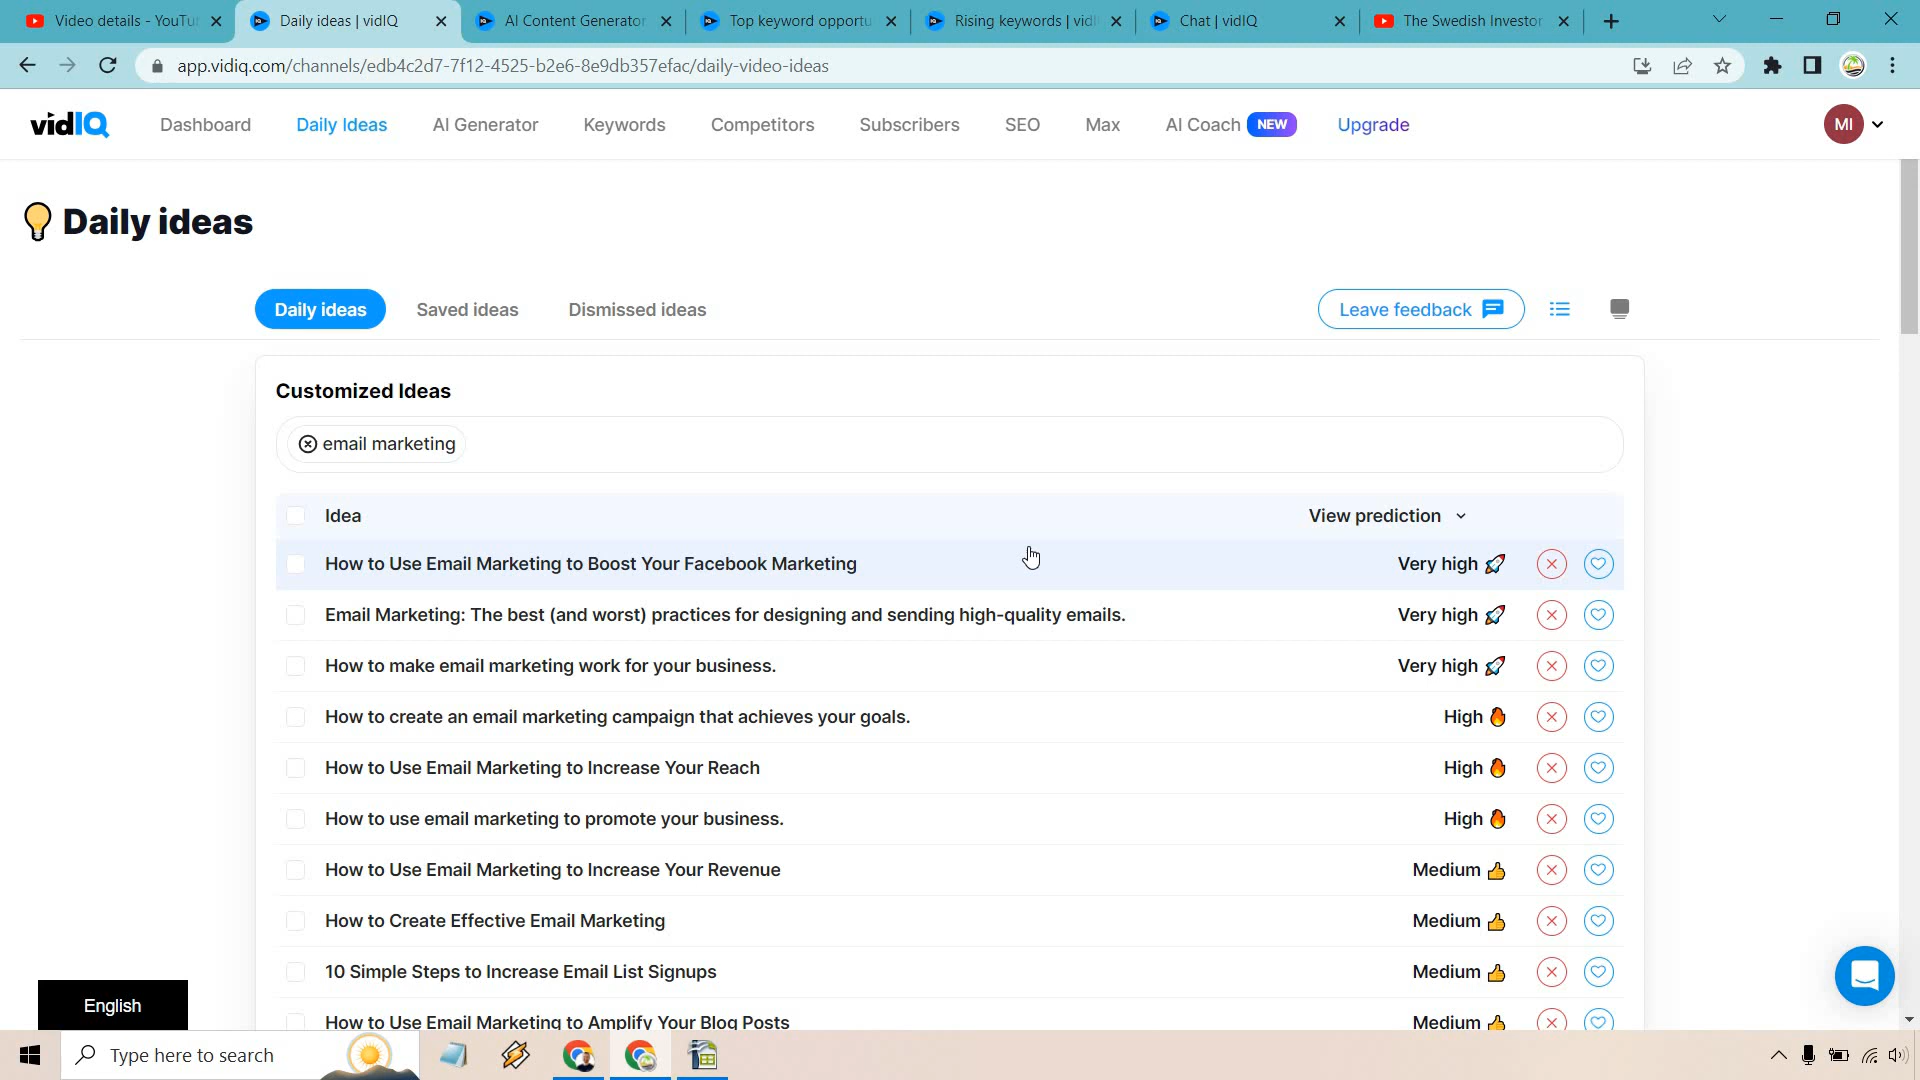 Video details - YouTu
Daily ideas | vidIQ
AI Content Generator
Top keyword opportu
Rising keywords | vidI
Chat | vidIQ
The Swedish Investor
app.vidiq.com/channels/edb4c2d7-7f12-4525-b2e6-8e9db357efac/daily-video-ideas
vidIQ
Dashboard
Daily Ideas
AI Generator
Keywords
Competitors
Subscribers
SEO
Max
AI Coach NEW
Upgrade
MI
Daily ideas
Daily ideas
Saved ideas
Dismissed ideas
Leave feedback
Customized Ideas
email marketing
Idea
View prediction
How to Use Email Marketing to Boost Your Facebook Marketing
Very high
Email Marketing: The best (and worst) practices for designing and sending high-quality emails.
Very high
How to make email marketing work for your business.
Very high
How to create an email marketing campaign that achieves your goals.
High
How to Use Email Marketing to Increase Your Reach
High
How to use email marketing to promote your business.
High
How to Use Email Marketing to Increase Your Revenue
Medium
How to Create Effective Email Marketing
Medium
10 Simple Steps to Increase Email List Signups
Medium
How to Use Email Marketing to Amplify Your Blog Posts
Medium
English
Type here to search